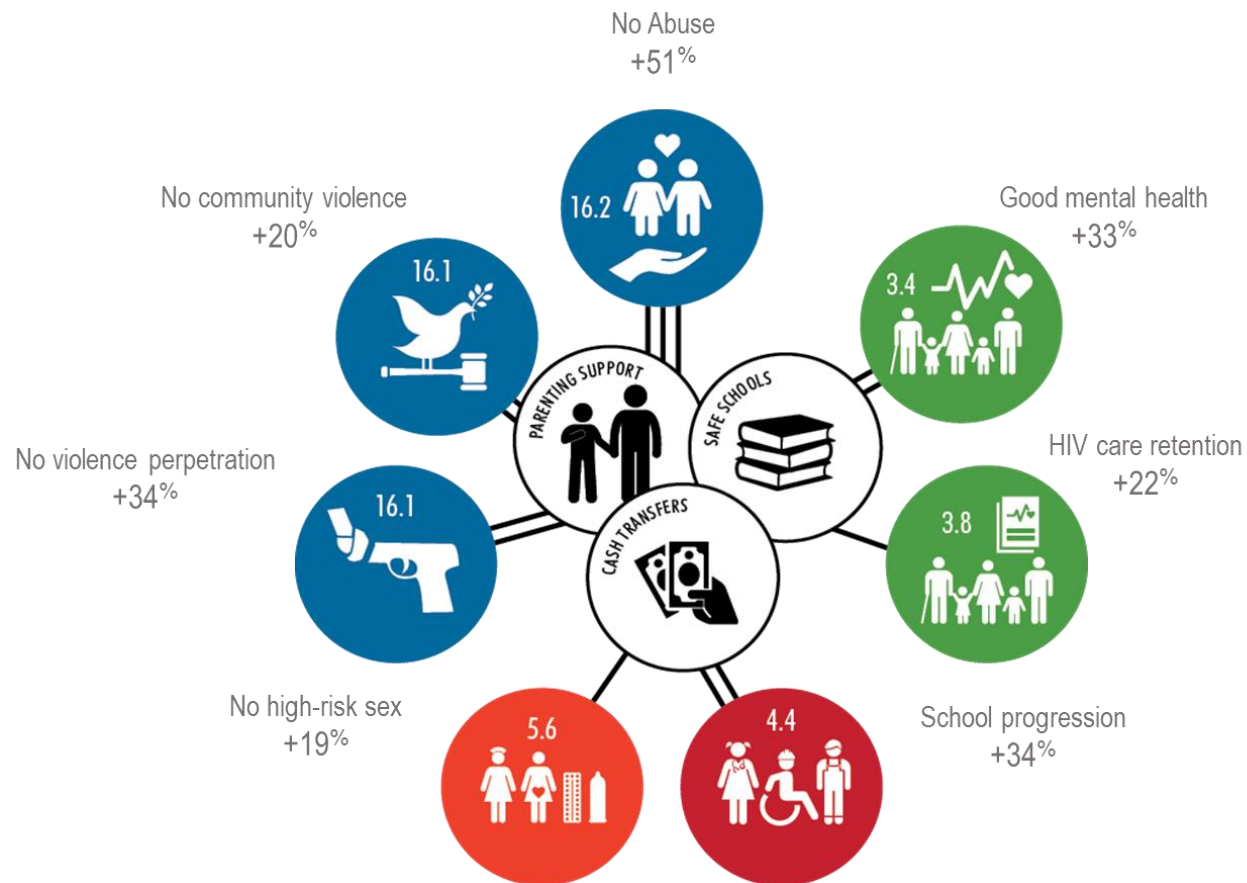 No Abuse
+51%
No community violence
+20%
16.2
Good mental health
+33%
16.1
3.4
PARENTING SUPPORT
SAFE SCHOOLS
No violence perpetration
+34%
HIV care retention
+22%
16.1
3.8
CASH TRANSFERS
No high-risk sex
+19%
School progression
+34%
5.6
4.4